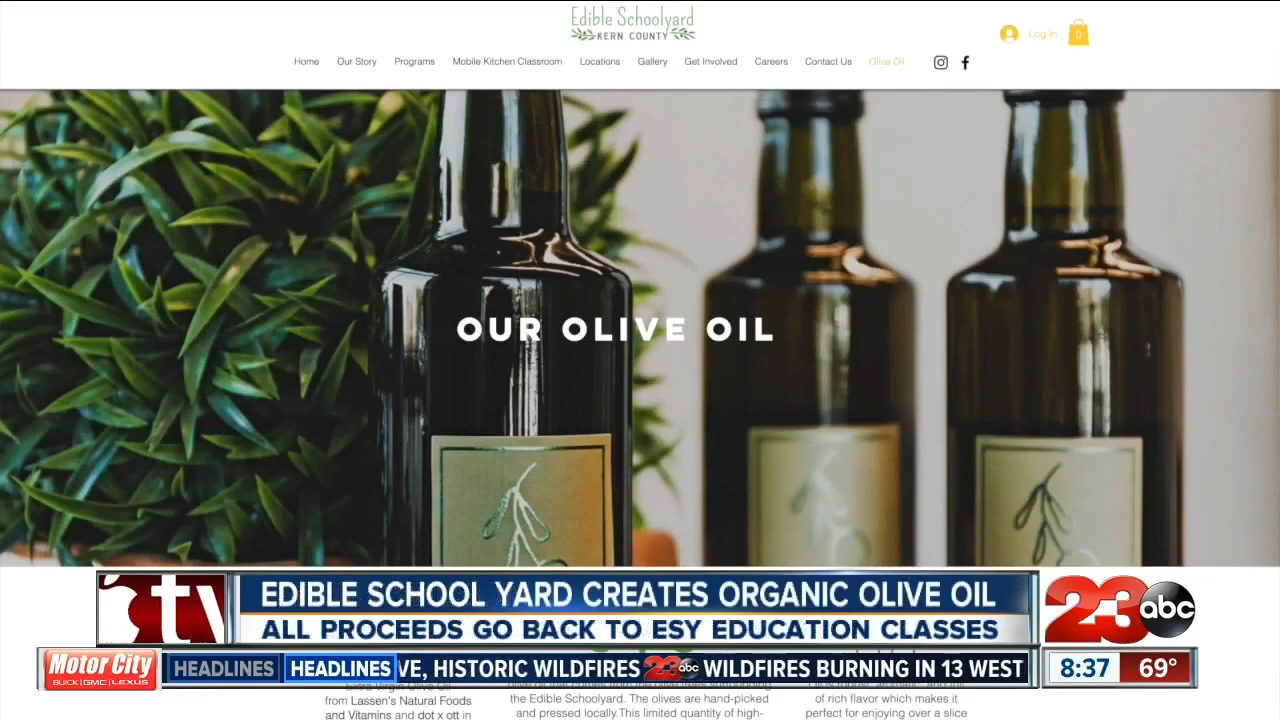 Edible Schoolyard
KERN COUNTY
Log In
0
Home Our Story Programs Mobile Kitchen Classroom Locations Gallery Get Involved Careers Contact Us Olive Oil
OUR OLIVE OIL
EDIBLE SCHOOL YARD CREATES ORGANIC OLIVE OIL
ALL PROCEEDS GO BACK TO ESY EDUCATION CLASSES
tv
23 abc
Motor City
BUICK|GMC|LEXUS
HEADLINES HEADLINES VE, HISTORIC WILDFIRES 23 abc WILDFIRES BURNING IN 13 WEST
8:37 69°
from Lassen's Natural Foods
and Vitamins and dot x ott in
the Edible Schoolyard. The olives are hand-picked
and pressed locally.This limited quantity of high-
of rich flavor which makes it
perfect for enjoying over a slice